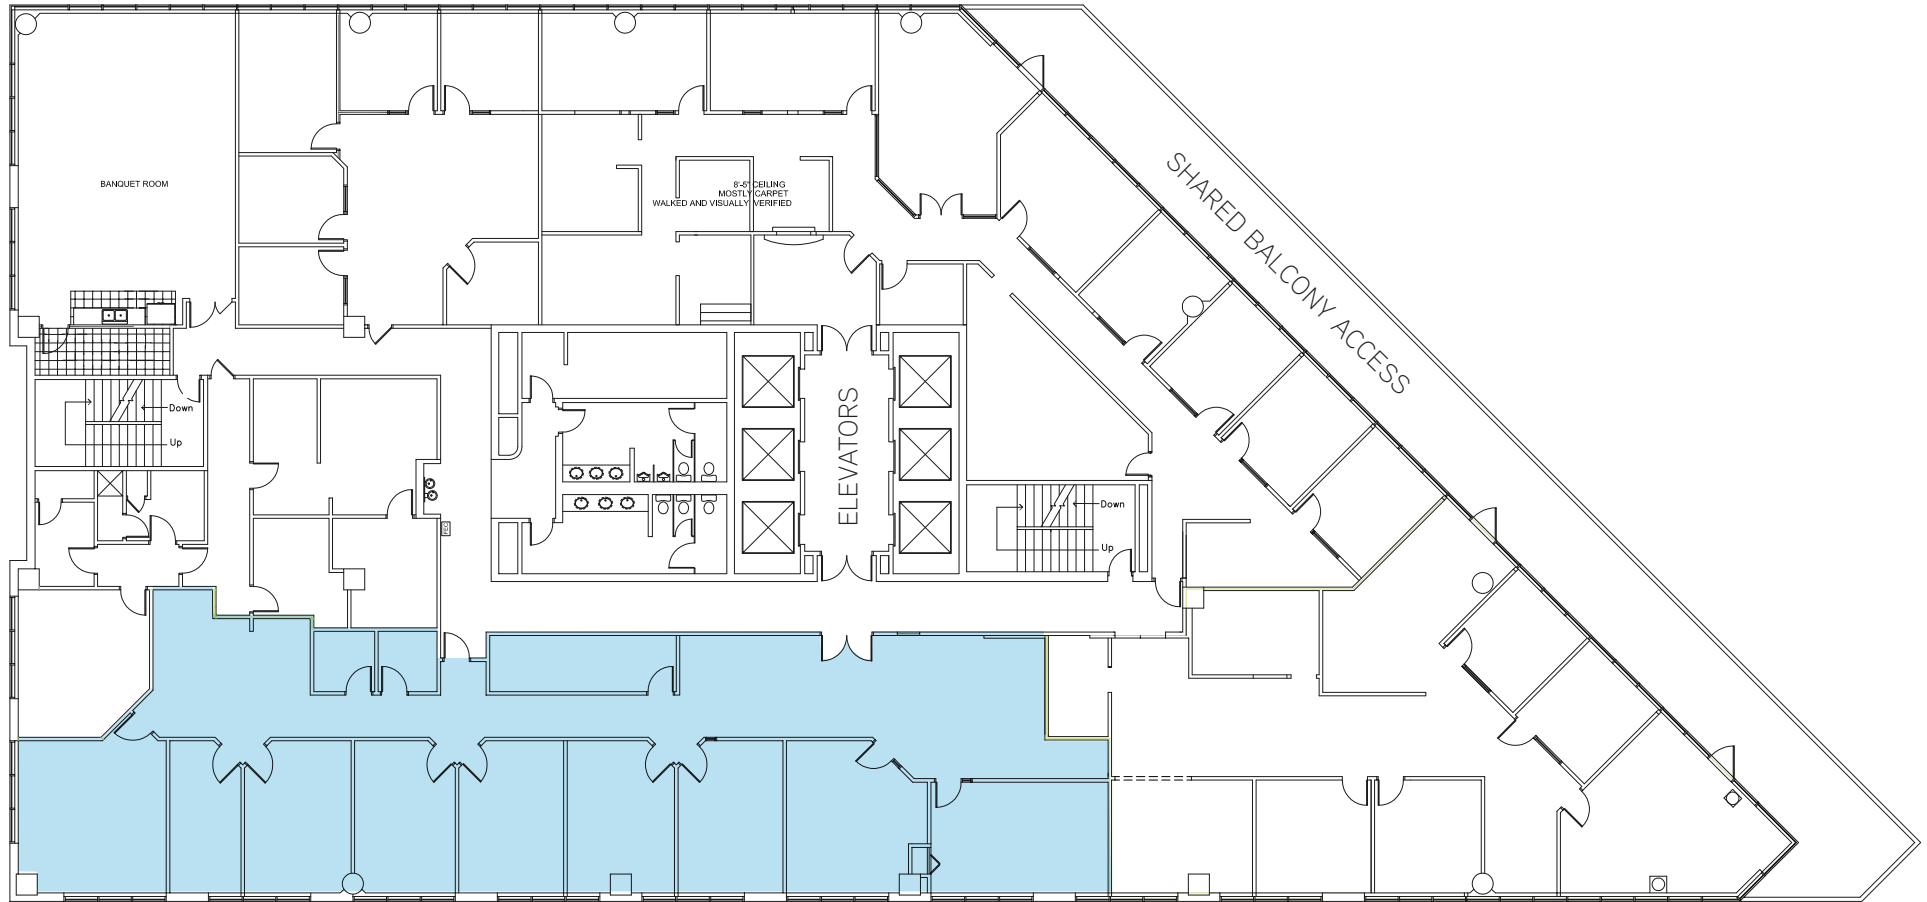 BANQUET ROOM
8'-5" CEILING
MOSTLY CARPET
WALKED AND VISUALLY VERIFIED
SHARED BALCONY ACCESS
ELEVATORS
Down
Up
Down
Up
FEC